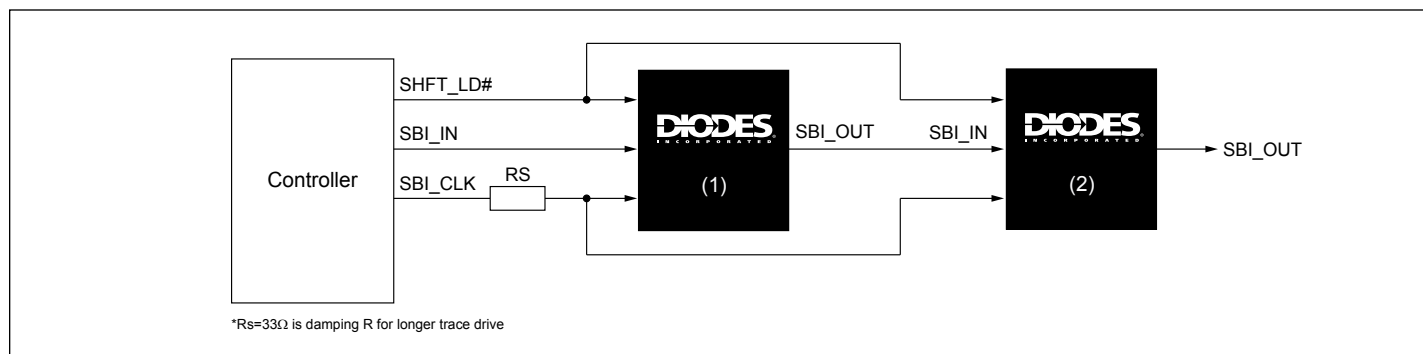 SHFT_LD#
SBI_IN
SBI_CLK
RS
Controller
DIODES®
INCORPORATED
(1)
SBI_OUT
SBI_IN
DIODES®
INCORPORATED
(2)
SBI_OUT
*Rs=33Ω is damping R for longer trace drive